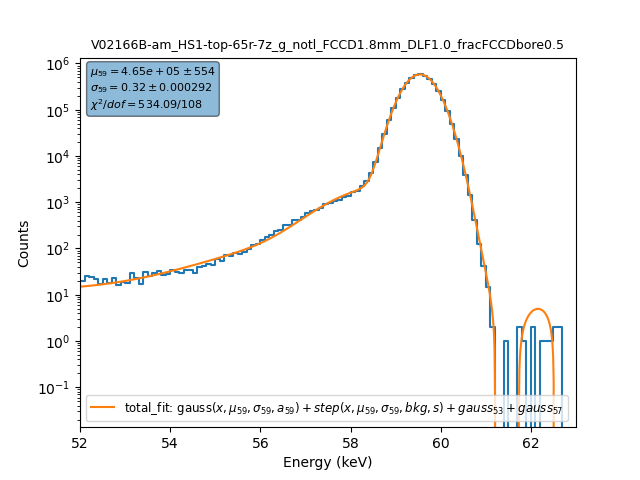 V02166B-am_HS1-top-65r-7z_g_notl_FCCD1.8mm_DLF1.0_fracFCCDbore0.5
μ₅₉ = 4.65e + 05 ± 554
σ₅₉ = 0.32 ± 0.000292
χ²/dof = 534.09/108
10⁶
10⁵
10⁴
10³
10²
10¹
10⁰
10⁻¹
Counts
total_fit: gauss(x, μ₅₉, σ₅₉, a₅₉) + step(x, μ₅₉, σ₅₉, bkg, s) + gauss₅₃ + gauss₅₇
52 54 56 58 60 62
Energy (keV)